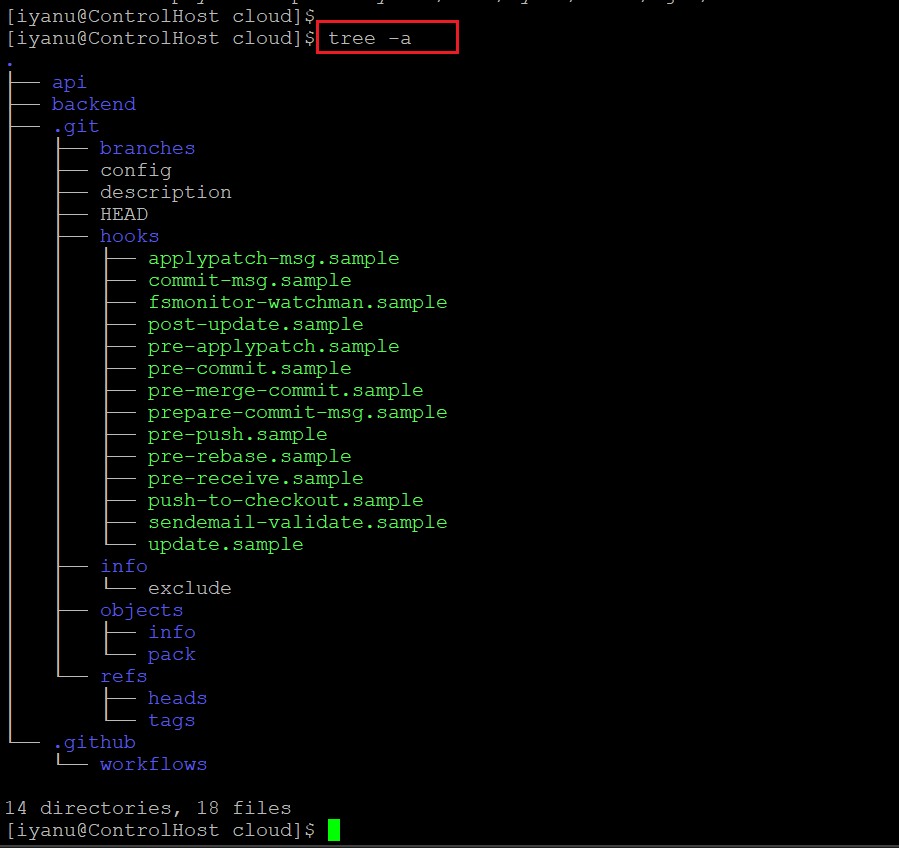 [iyanu@ControlHost cloud]$
[iyanu@ControlHost cloud]$ tree -a
.
├── api
├── backend
├── .git
│   ├── branches
│   ├── config
│   ├── description
│   ├── HEAD
│   ├── hooks
│   │   ├── applypatch-msg.sample
│   │   ├── commit-msg.sample
│   │   ├── fsmonitor-watchman.sample
│   │   ├── post-update.sample
│   │   ├── pre-applypatch.sample
│   │   ├── pre-commit.sample
│   │   ├── pre-merge-commit.sample
│   │   ├── prepare-commit-msg.sample
│   │   ├── pre-push.sample
│   │   ├── pre-rebase.sample
│   │   ├── pre-receive.sample
│   │   ├── push-to-checkout.sample
│   │   ├── sendemail-validate.sample
│   │   └── update.sample
│   ├── info
│   │   └── exclude
│   ├── objects
│   │   ├── info
│   │   └── pack
│   └── refs
│       ├── heads
│       └── tags
└── .github
    └── workflows

14 directories, 18 files
[iyanu@ControlHost cloud]$